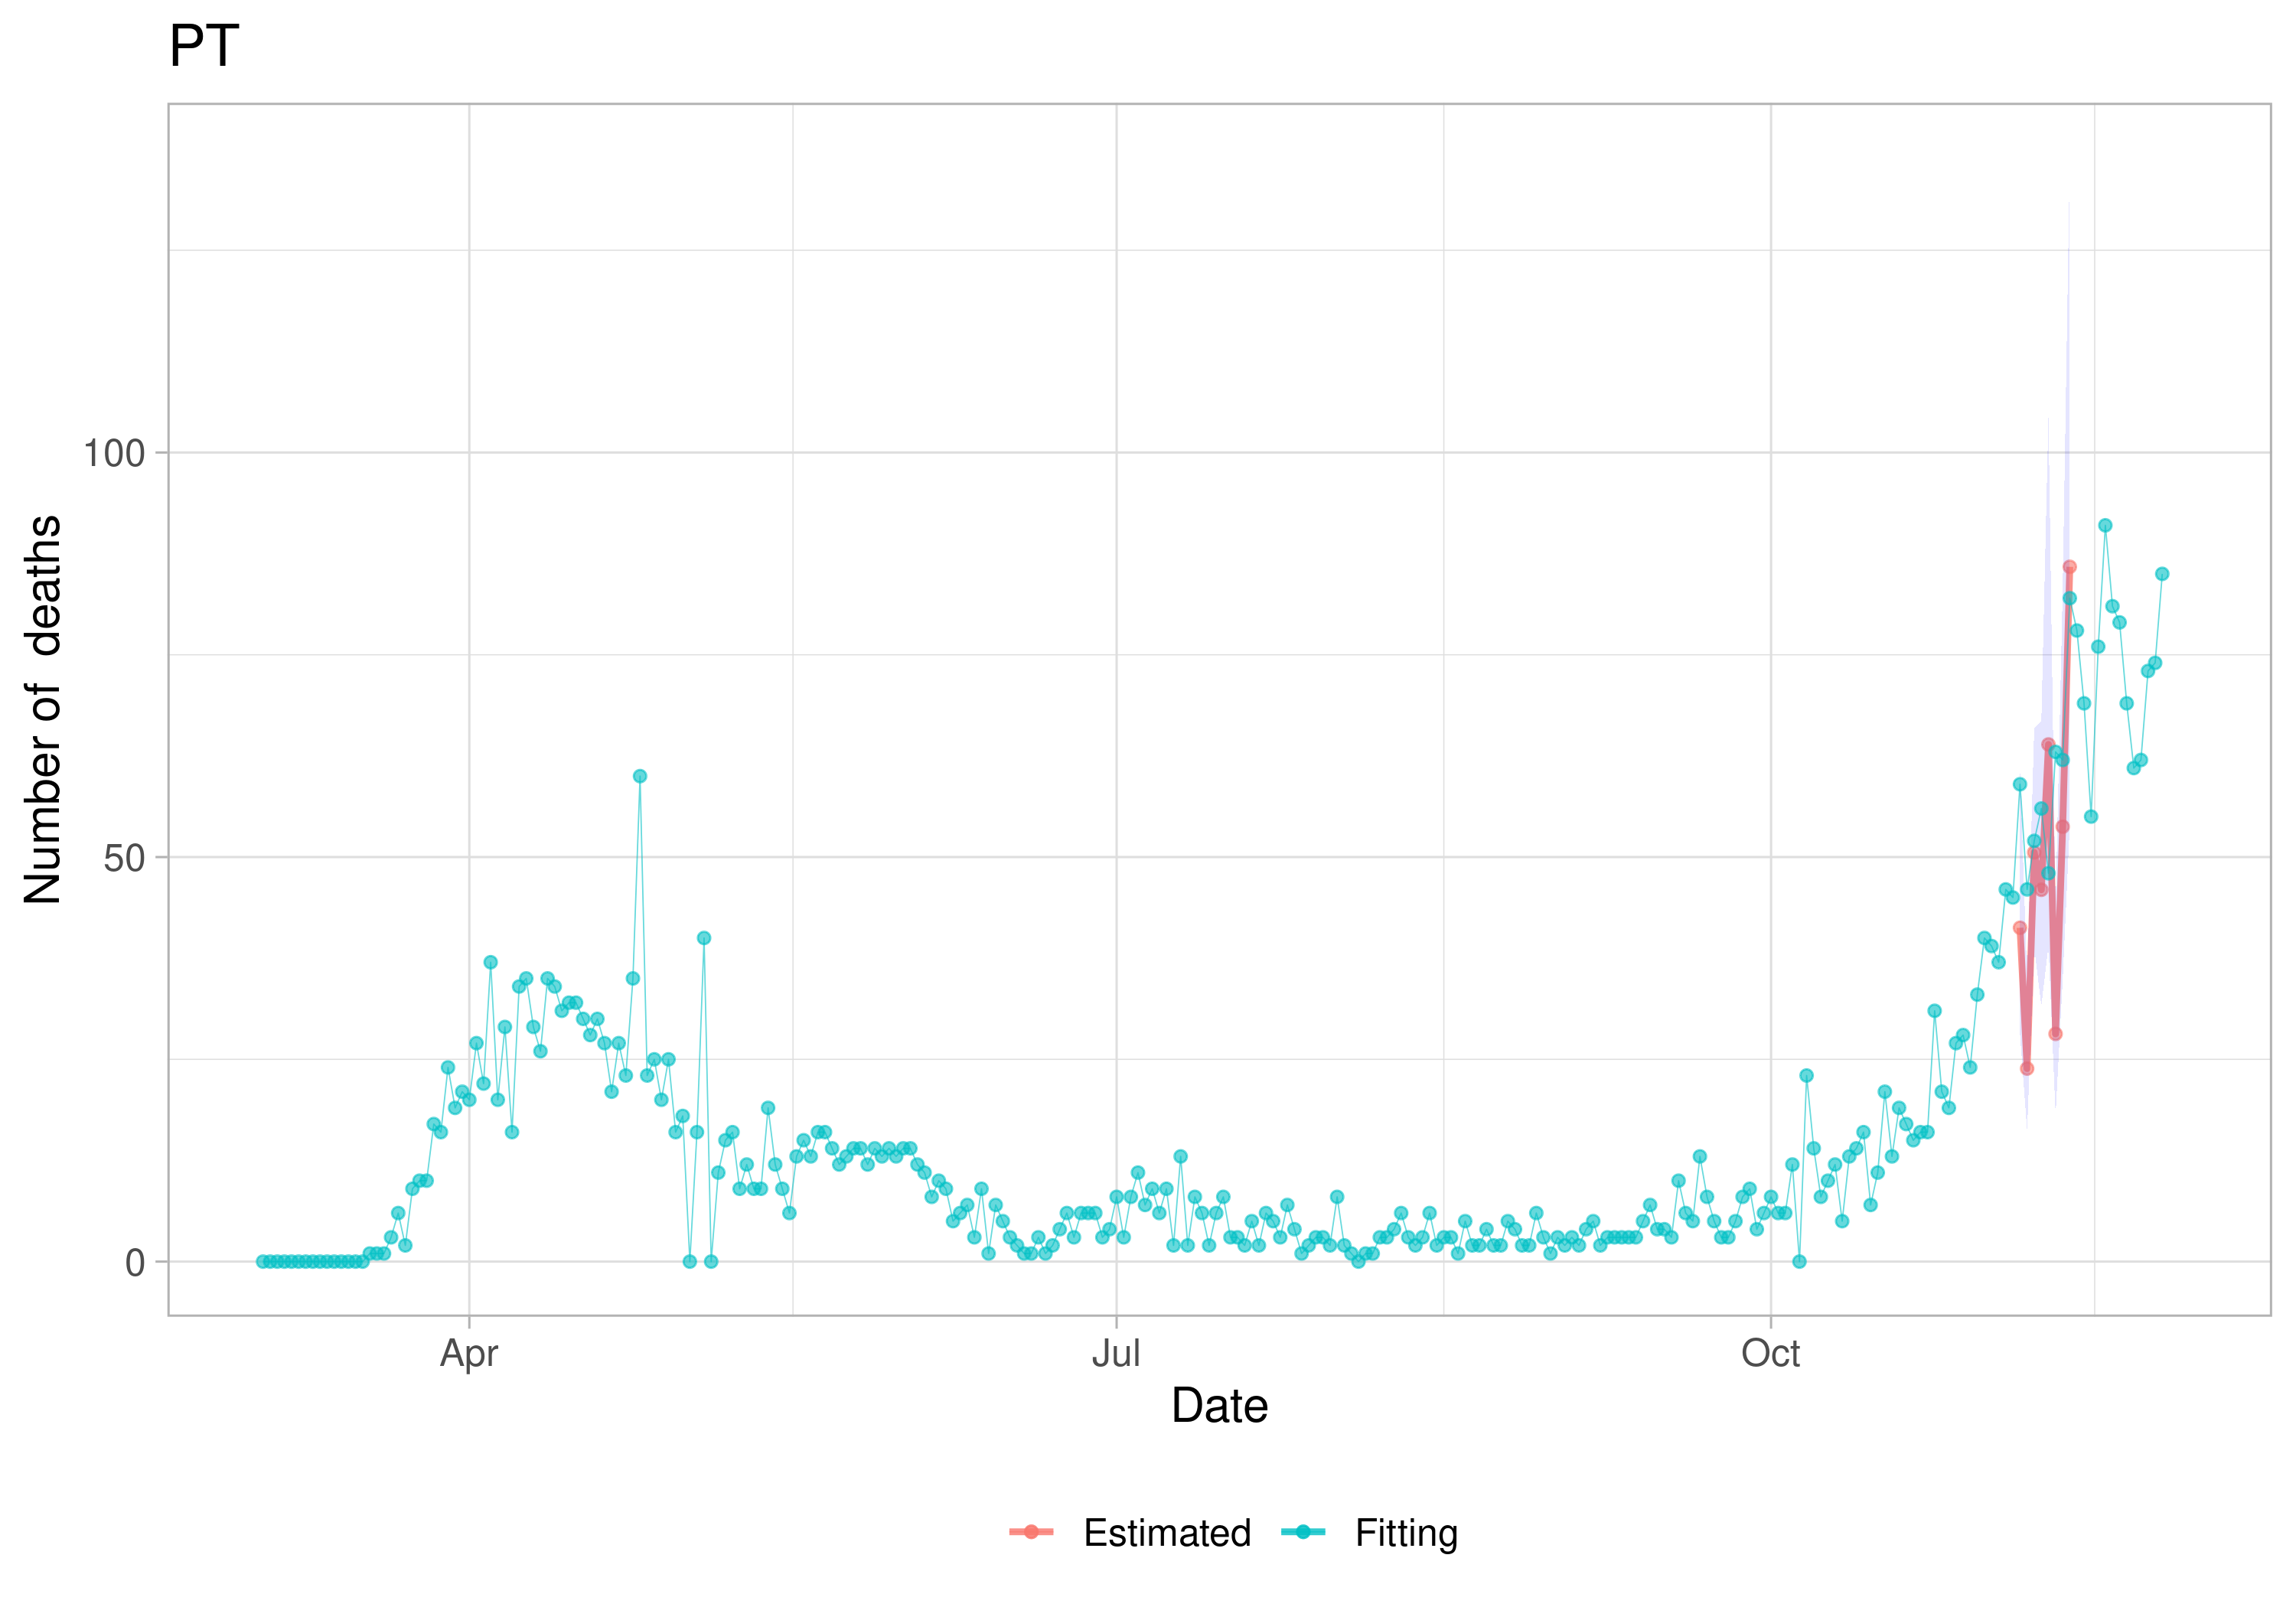 PT
Number of deaths
100
50
0
Apr
Jul
Oct
Date
Estimated
Fitting